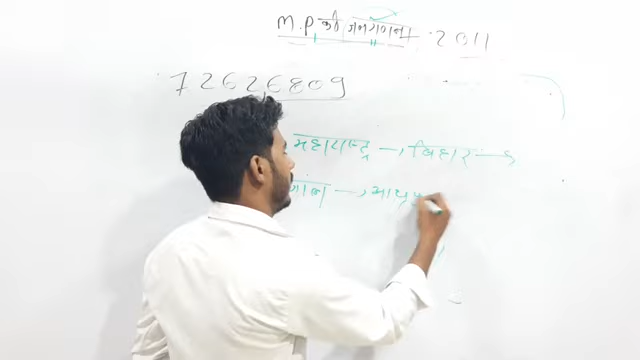 M.P की जनगणना 2011
72626809
महाराष्ट्र → बिहार →